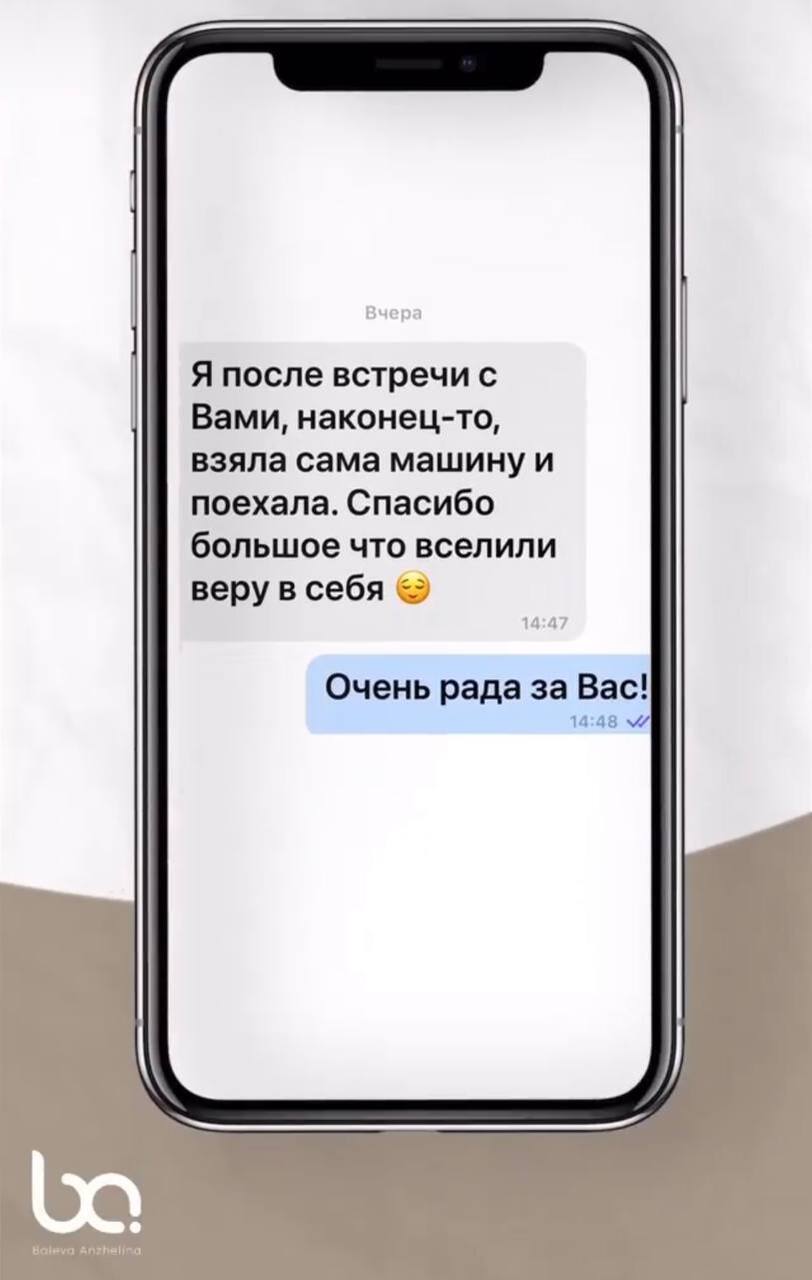 Вчера
Я после встречи с
Вами, наконец-то,
взяла сама машину и
поехала. Спасибо
большое что вселили
веру в себя 😌
14:47
Очень рада за Вас!
14:48
ba!
Baleva Anzhelina